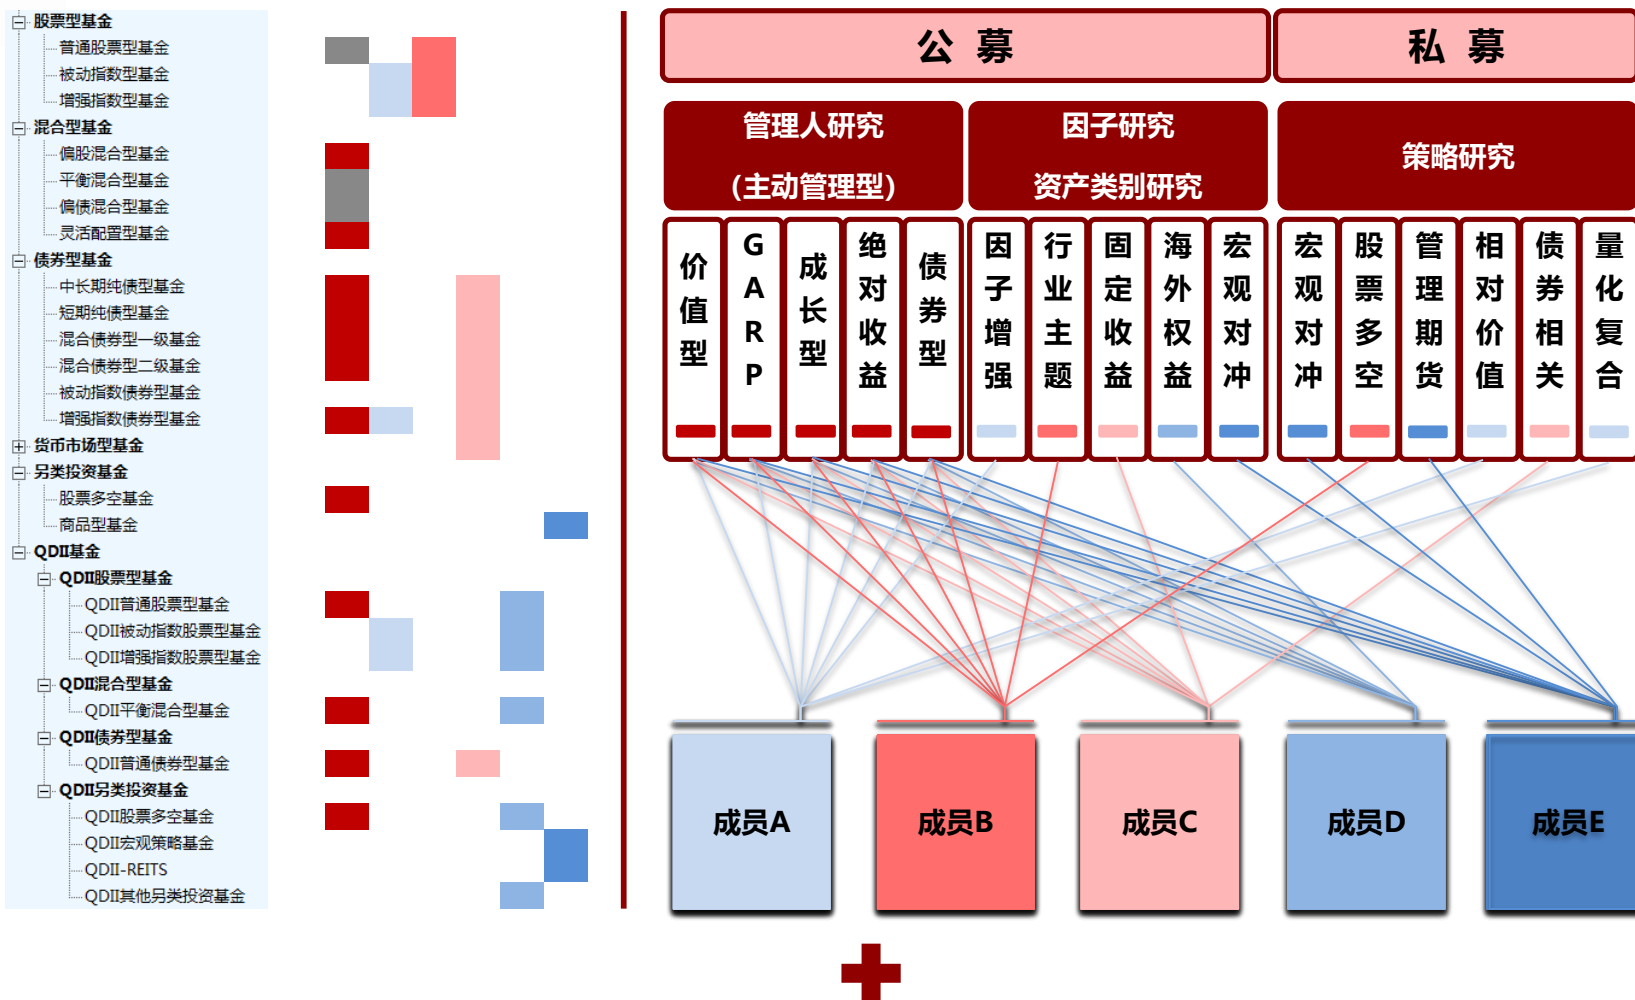 股票型基金
普通股票型基金
被动指数型基金
增强指数型基金
混合型基金
偏股混合型基金
平衡混合型基金
偏债混合型基金
灵活配置型基金
债券型基金
中长期纯债型基金
短期纯债型基金
混合债券型一级基金
混合债券型二级基金
被动指数债券型基金
增强指数债券型基金
货币市场型基金
另类投资基金
股票多空基金
商品型基金
QDII基金
QDII股票型基金
QDII普通股票型基金
QDII被动指数股票型基金
QDII增强指数股票型基金
QDII混合型基金
QDII平衡混合型基金
QDII债券型基金
QDII普通债券型基金
QDII另类投资基金
QDII股票多空基金
QDII宏观策略基金
QDII-REITS
QDII其他另类投资基金
公 募
私 募
管理人研究
(主动管理型)
因子研究
资产类别研究
策略研究
价值型
GARP
成长型
绝对收益
债券型
因子增强
行业主题
固定收益
海外权益
宏观对冲
宏观对冲
股票多空
管理期货
相对价值
债券相关
量化复合
成员A
成员B
成员C
成员D
成员E